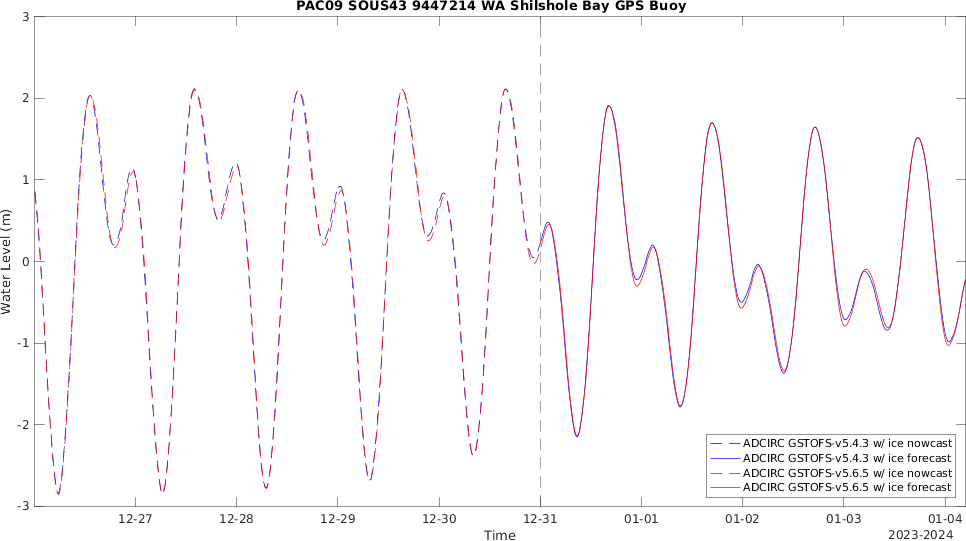 PAC09 SOUS43 9447214 WA Shilshole Bay GPS Buoy
3
2
1
0
-1
-2
-3
Water Level (m)
ADCIRC GSTOFS-v5.4.3 w/ ice nowcast
ADCIRC GSTOFS-v5.4.3 w/ ice forecast
ADCIRC GSTOFS-v5.6.5 w/ ice nowcast
ADCIRC GSTOFS-v5.6.5 w/ ice forecast
12-27 12-28 12-29 12-30 12-31 01-01 01-02 01-03 01-04
Time
2023-2024